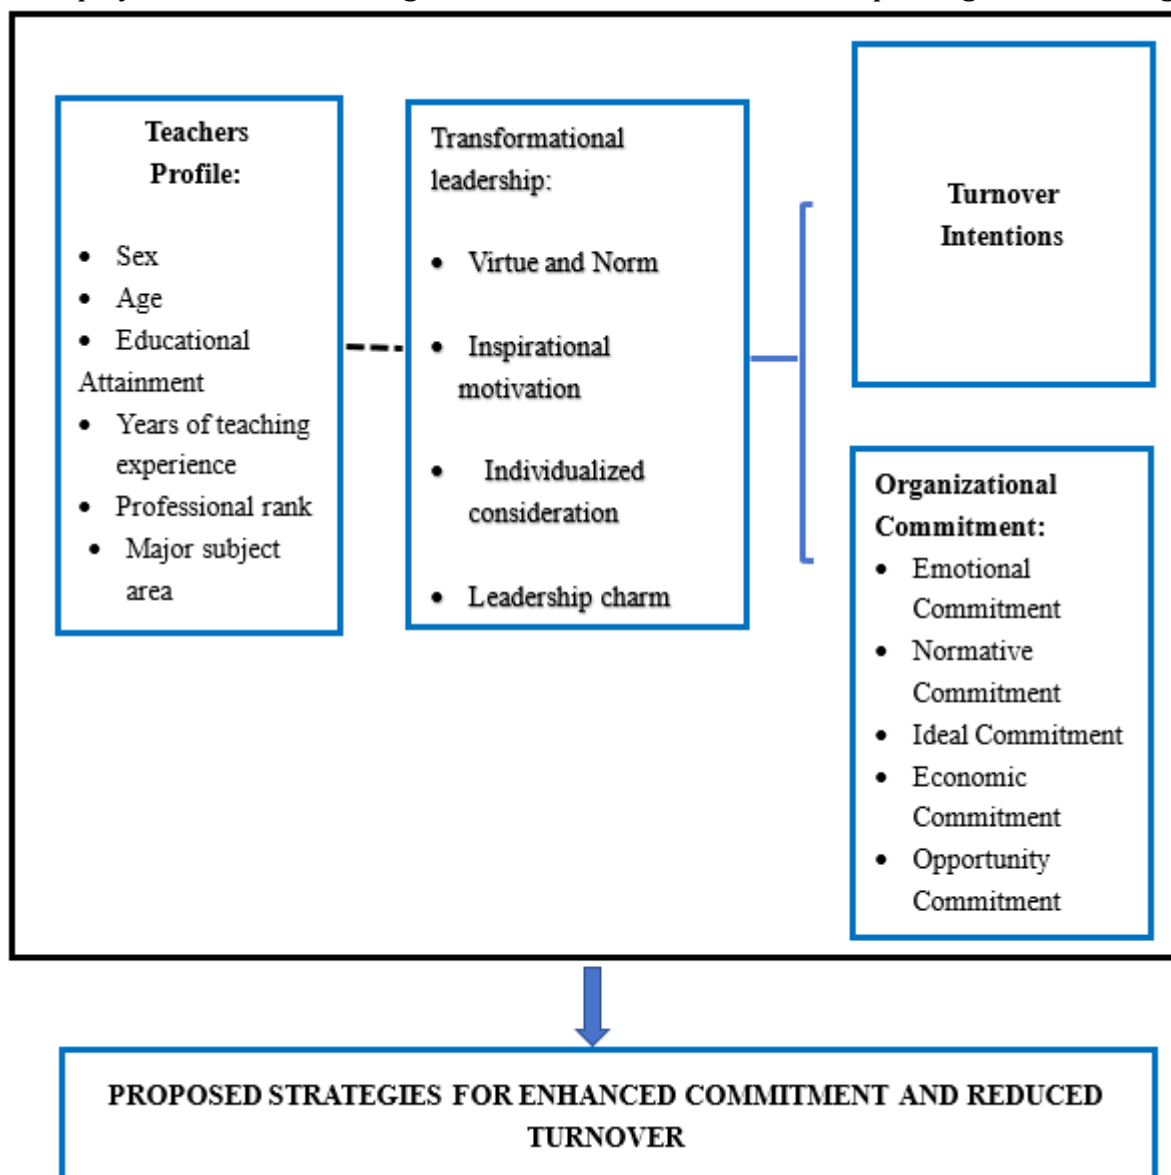 Teachers
Profile:
• Sex
• Age
• Educational
Attainment
• Years of teaching
experience
• Professional rank
• Major subject
area
Transformational
leadership:
• Virtue and Norm
• Inspirational
motivation
• Individualized
consideration
• Leadership charm
Turnover
Intentions
Organizational
Commitment:
• Emotional
Commitment
• Normative
Commitment
• Ideal Commitment
• Economic
Commitment
• Opportunity
Commitment
PROPOSED STRATEGIES FOR ENHANCED COMMITMENT AND REDUCED
TURNOVER